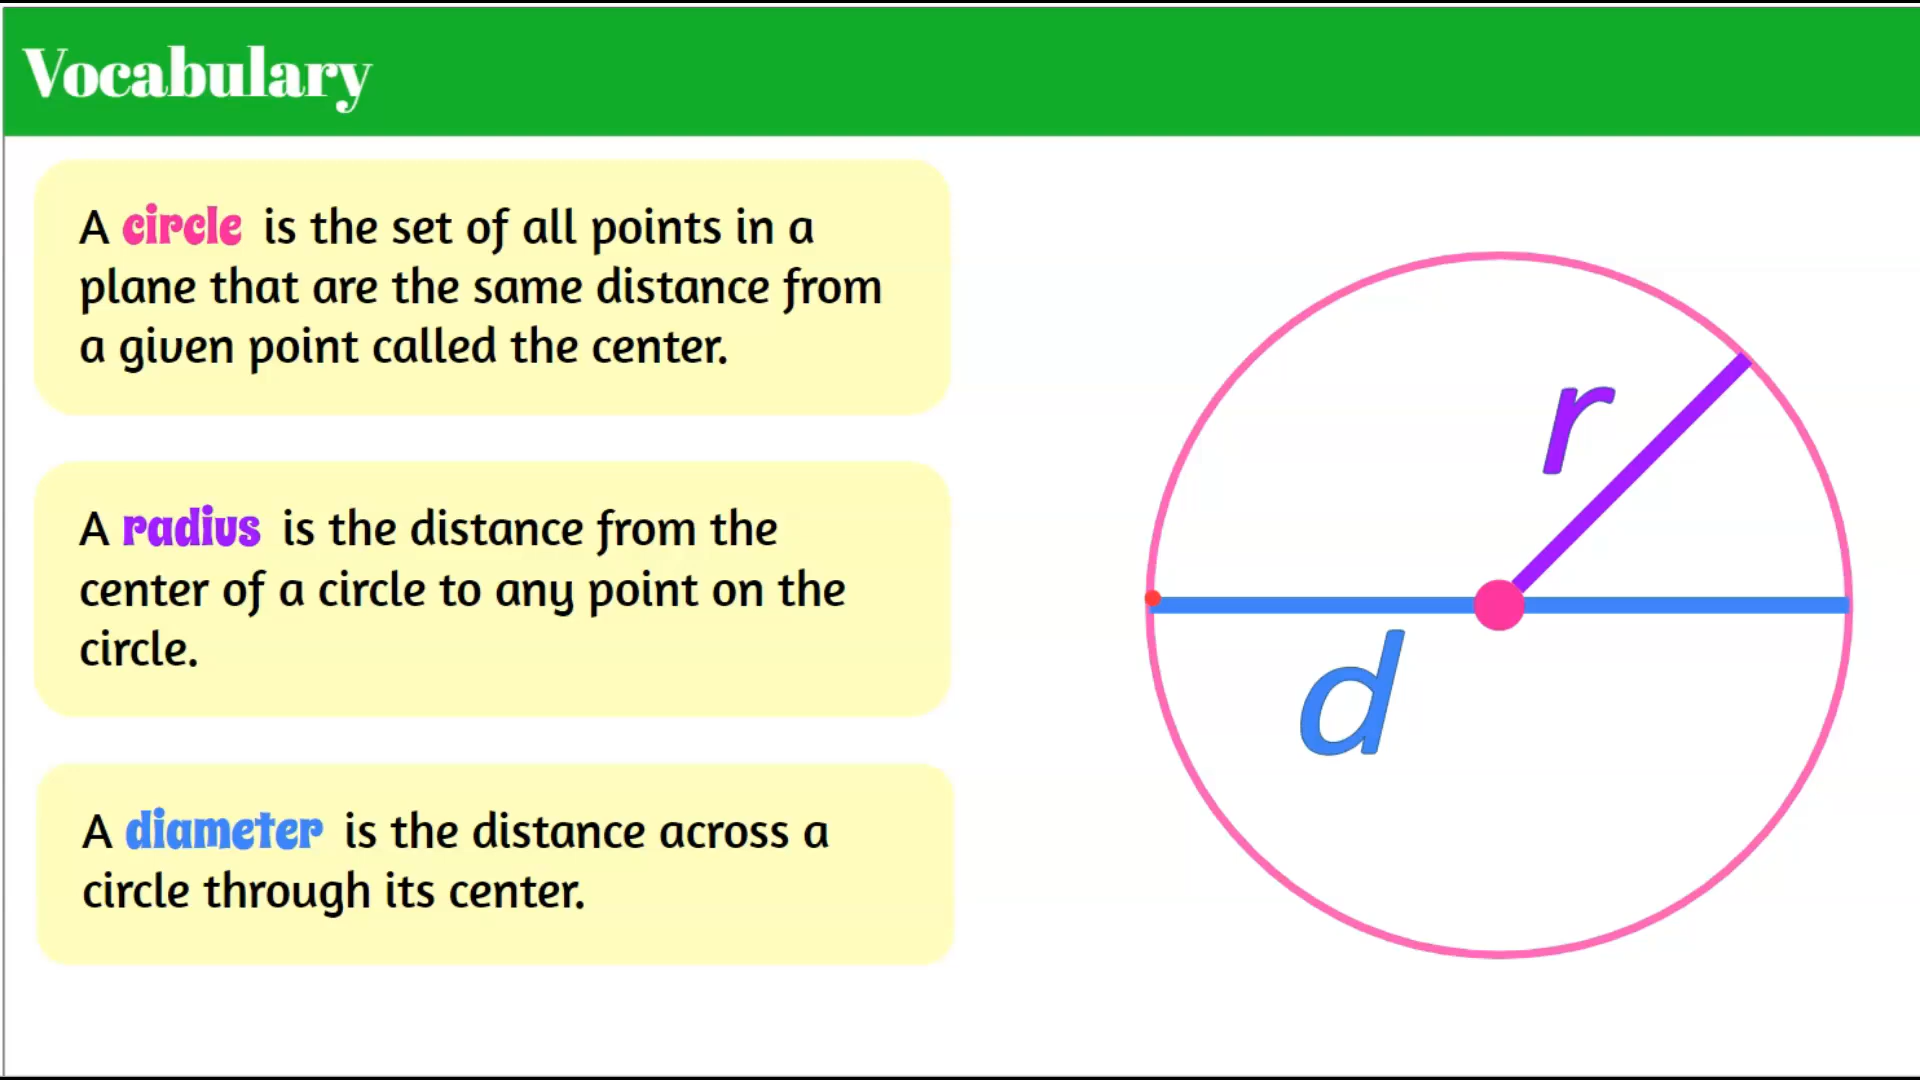 Vocabulary
A circle is the set of all points in a
plane that are the same distance from
a given point called the center.
A radius is the distance from the
center of a circle to any point on the
circle.
A diameter is the distance across a
circle through its center.
r
d